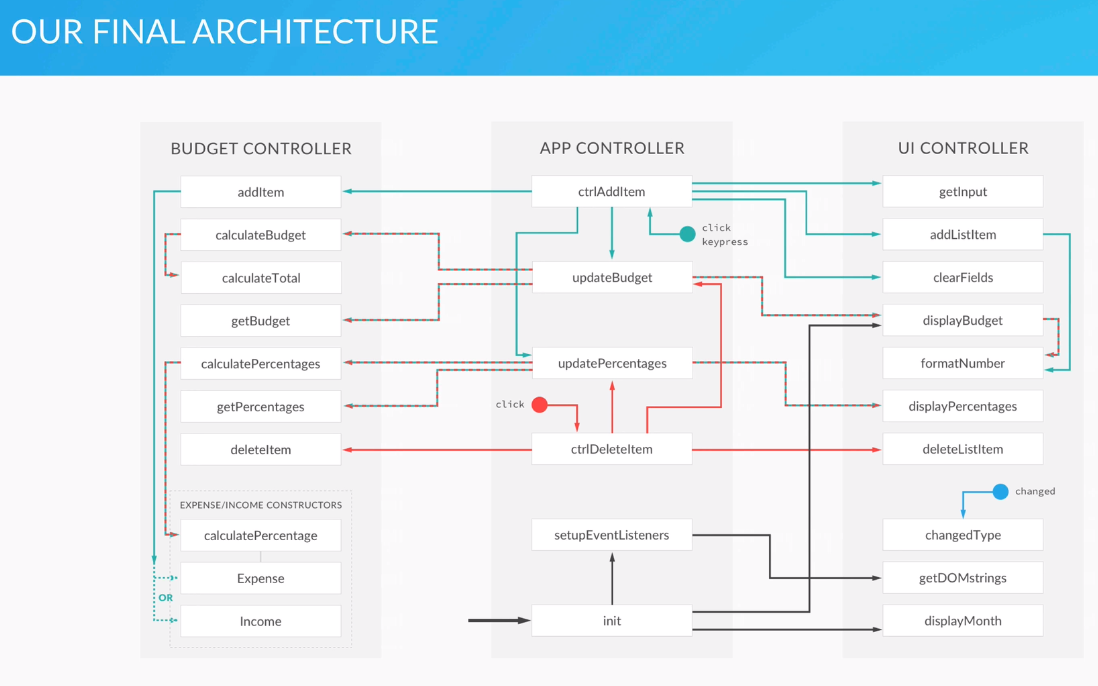 OUR FINAL ARCHITECTURE
BUDGET CONTROLLER
addItem
calculateBudget
calculateTotal
getBudget
calculatePercentages
getPercentages
deleteItem
EXPENSE/INCOME CONSTRUCTORS
calculatePercentage
Expense
OR
Income
APP CONTROLLER
ctrlAddItem
click
keypress
updateBudget
updatePercentages
click
ctrlDeleteItem
setupEventListeners
init
UI CONTROLLER
getInput
addListItem
clearFields
displayBudget
formatNumber
displayPercentages
deleteListItem
changed
changedType
getDOMstrings
displayMonth